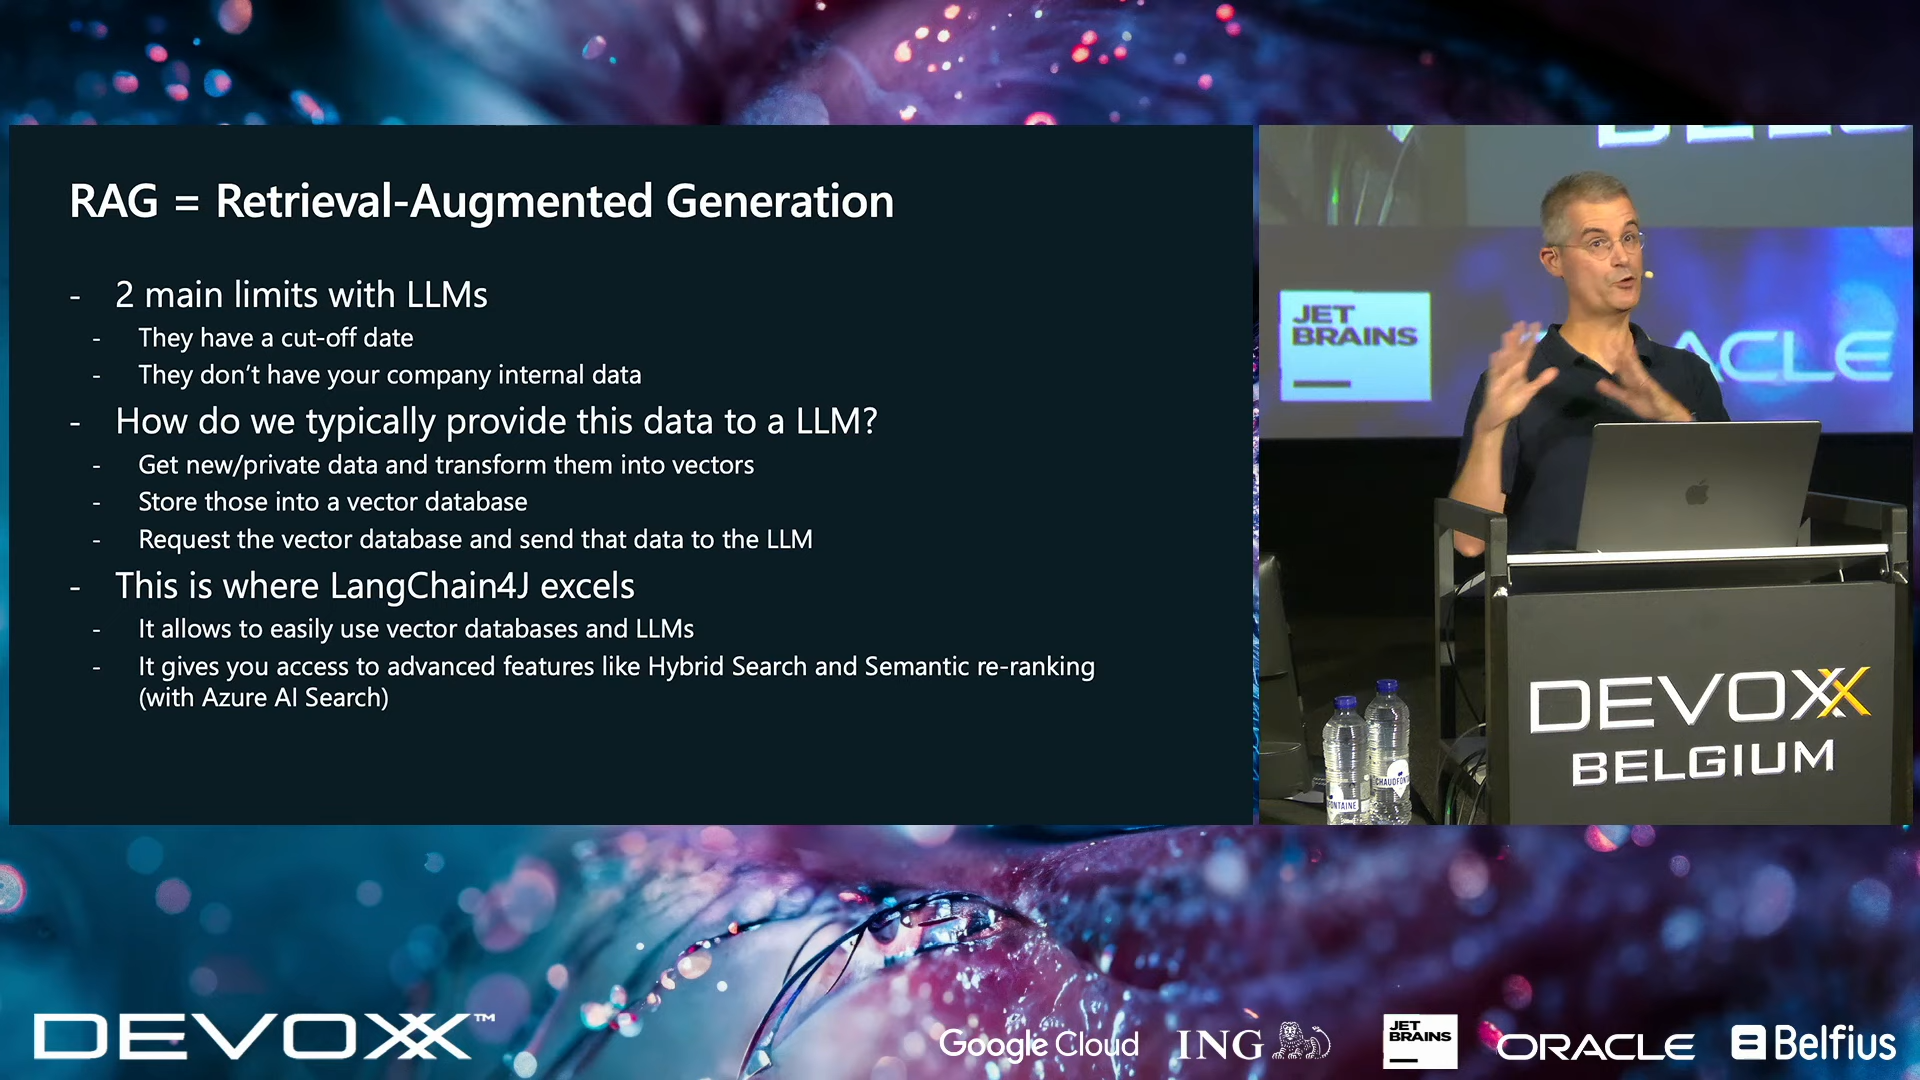 RAG = Retrieval-Augmented Generation
- 2 main limits with LLMs
- They have a cut-off date
- They don't have your company internal data
- How do we typically provide this data to a LLM?
- Get new/private data and transform them into vectors
- Store those into a vector database
- Request the vector database and send that data to the LLM
- This is where LangChain4J excels
- It allows to easily use vector databases and LLMs
- It gives you access to advanced features like Hybrid Search and Semantic re-ranking
(with Azure AI Search)
JET
BRAINS
ACLE
DEVOXX
BELGIUM
DEVOXX™
Google Cloud
ING
JET
BRAINS
ORACLE
Belfius